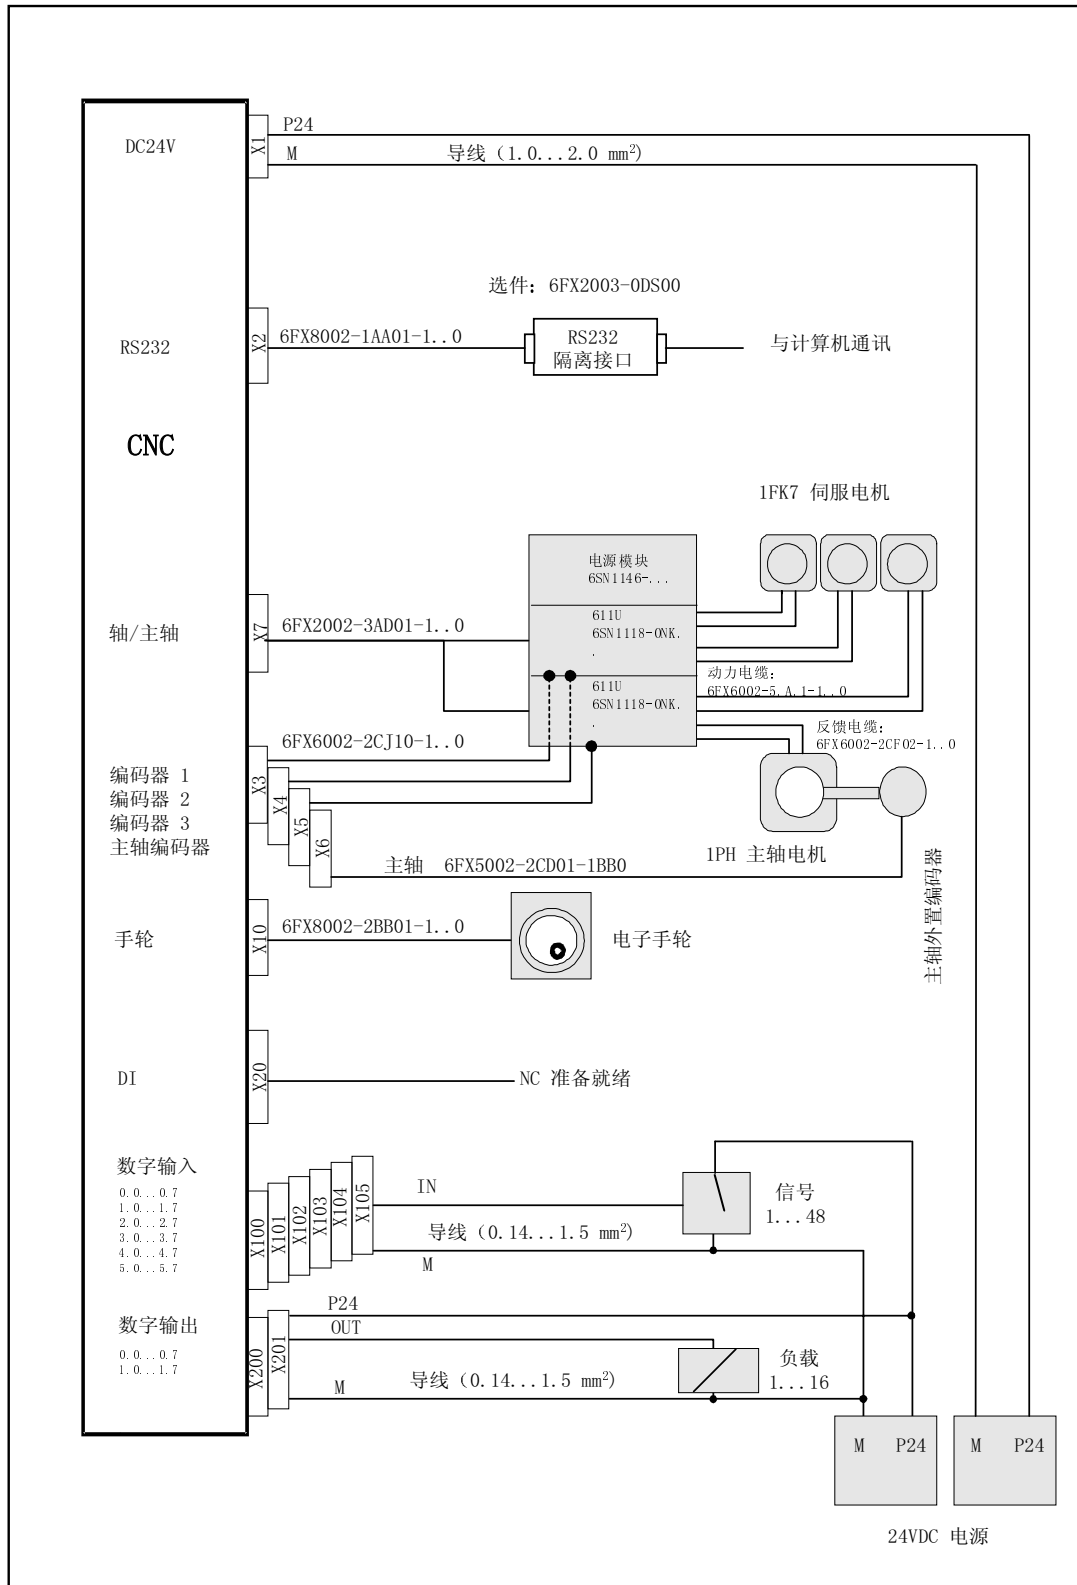 DC24V
X1
P24
M
导线 (1.0...2.0 mm²)
选件: 6FX2003-0DS00
RS232
X2
6FX8002-1AA01-1..0
RS232
隔离接口
与计算机通讯
CNC
1FK7 伺服电机
电源模块
6SN1146-...
轴/主轴
X7
6FX2002-3AD01-1..0
611U
6SN1118-0NK.
.
动力电缆:
6FX6002-5.A.1-1..0
611U
6SN1118-0NK.
.
反馈电缆:
6FX6002-2CF02-1..0
6FX6002-2CJ10-1..0
编码器 1
编码器 2
编码器 3
主轴编码器
X3
X4
X5
X6
1PH 主轴电机
主轴 6FX5002-2CD01-1BB0
主轴外置编码器
手轮
X10
6FX8002-2BB01-1..0
电子手轮
DI
X20
NC 准备就绪
数字输入
0.0...0.7
1.0...1.7
2.0...2.7
3.0...3.7
4.0...4.7
5.0...5.7
X100
X101
X102
X103
X104
X105
IN
导线 (0.14...1.5 mm²)
M
信号
1...48
数字输出
0.0...0.7
1.0...1.7
X200
X201
P24
OUT
M
导线 (0.14...1.5 mm²)
负载
1...16
M P24
M P24
24VDC 电源